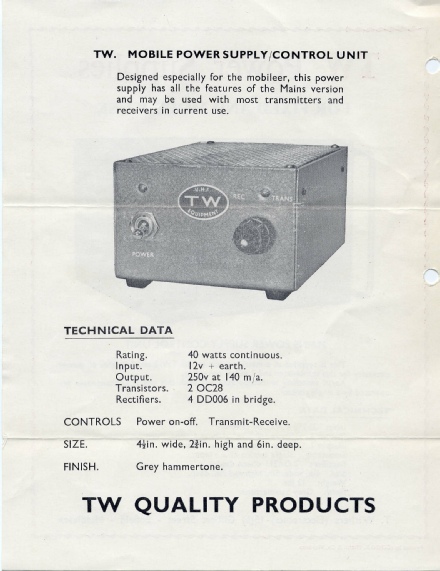 TW. MOBILE POWER SUPPLY/CONTROL UNIT
Designed especially for the mobileer, this power
supply has all the features of the Mains version
and may be used with most transmitters and
receivers in current use.
TW
EQUIPMENT
REC
TRANS
POWER
TECHNICAL DATA
Rating. 40 watts continuous.
Input. 12v + earth.
Output. 250v at 140 m/a.
Transistors. 2 OC28
Rectifiers. 4 DD006 in bridge.
CONTROLS Power on-off. Transmit-Receive.
SIZE. 4½in. wide, 2¾in. high and 6in. deep.
FINISH. Grey hammertone.
TW QUALITY PRODUCTS